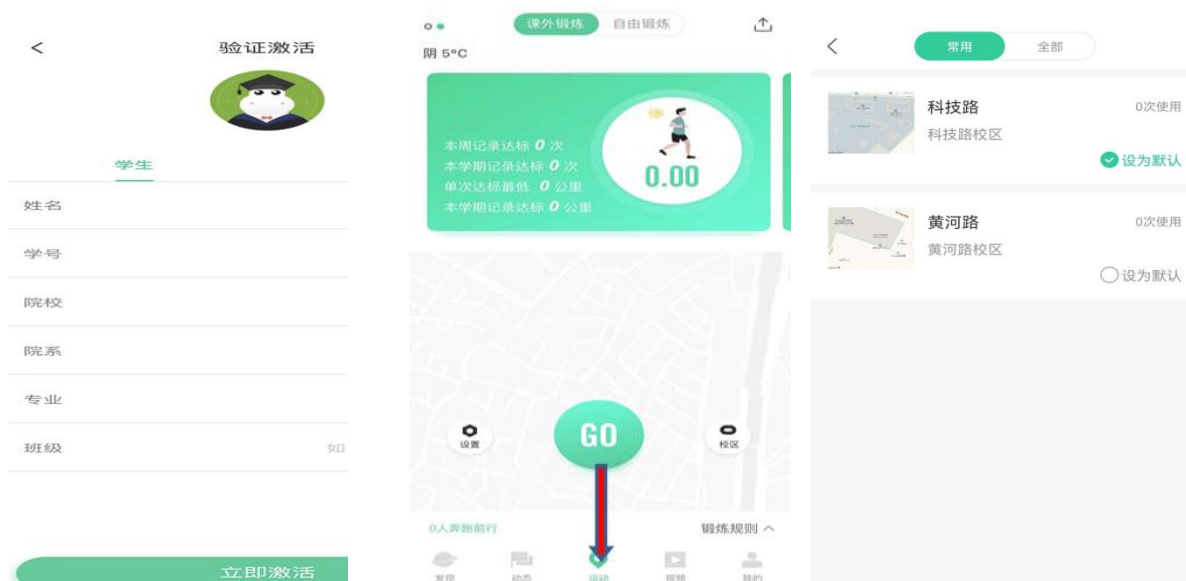 <
验证激活
学生
姓名
学号
院校
院系
专业
班级 如
立即激活
课外锻炼 自由锻炼
阴 5°C
本周记录达标 0 次
本学期记录达标 0 次
单次达标最低 0 公里
本学期记录达标 0 公里
0.00
设置
GO
校区
0人奔跑前行
锻炼规则
发现 动态 运动 视频 我的
常用 全部
科技路 0次使用
科技路校区
设为默认
黄河路 0次使用
黄河路校区
设为默认